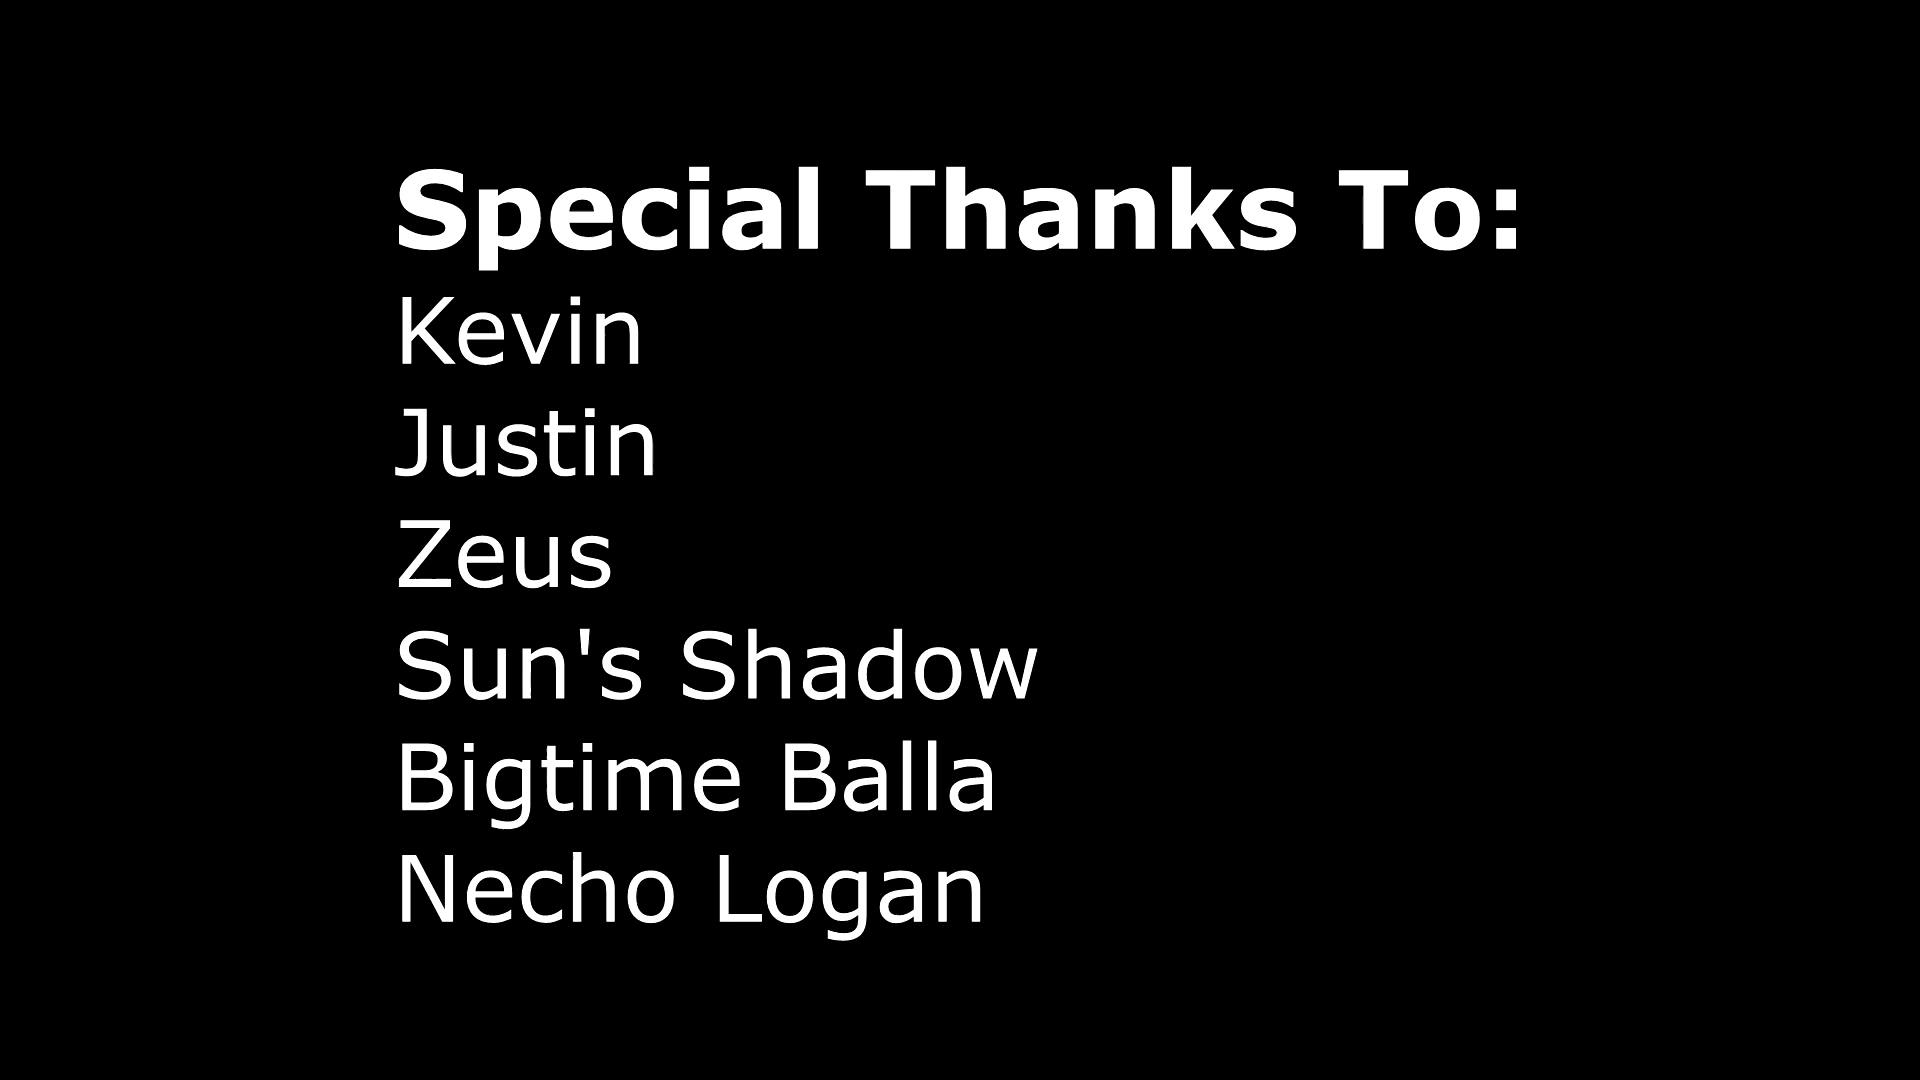 Special Thanks To:
Kevin
Justin
Zeus
Sun's Shadow
Bigtime Balla
Necho Logan